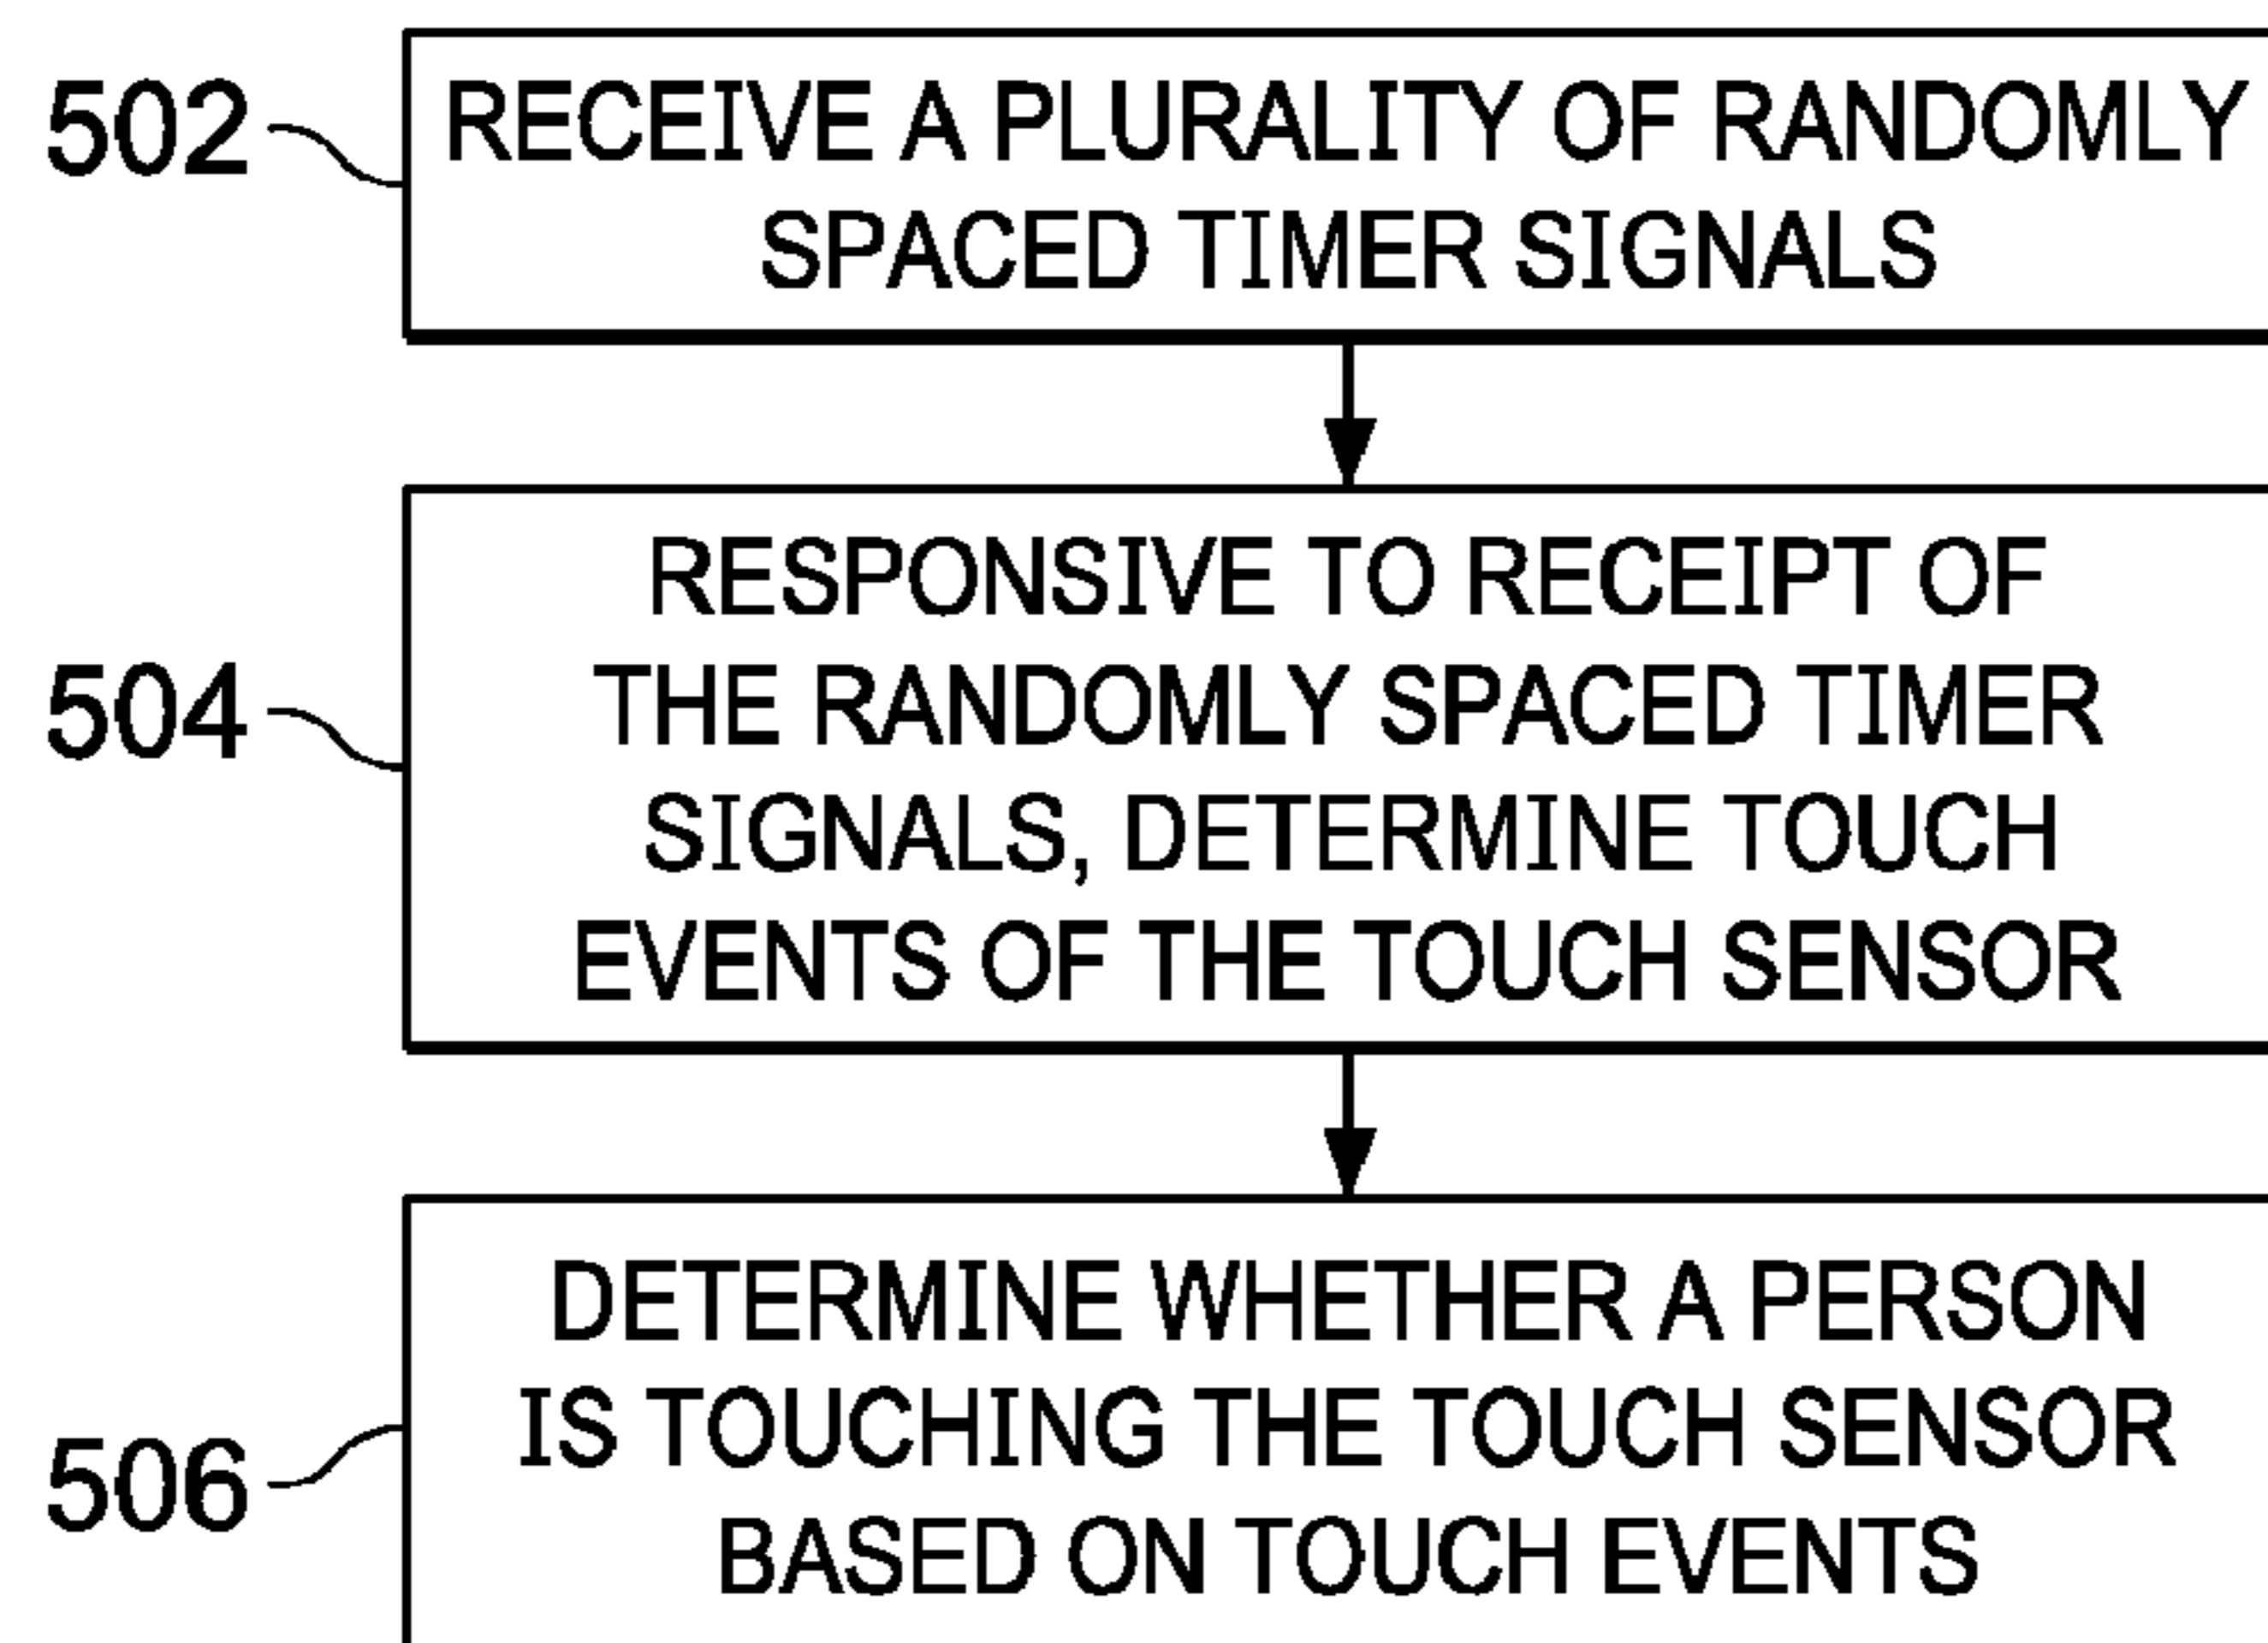 502
RECEIVE A PLURALITY OF RANDOMLY
SPACED TIMER SIGNALS
504
RESPONSIVE TO RECEIPT OF
THE RANDOMLY SPACED TIMER
SIGNALS, DETERMINE TOUCH
EVENTS OF THE TOUCH SENSOR
506
DETERMINE WHETHER A PERSON
IS TOUCHING THE TOUCH SENSOR
BASED ON TOUCH EVENTS